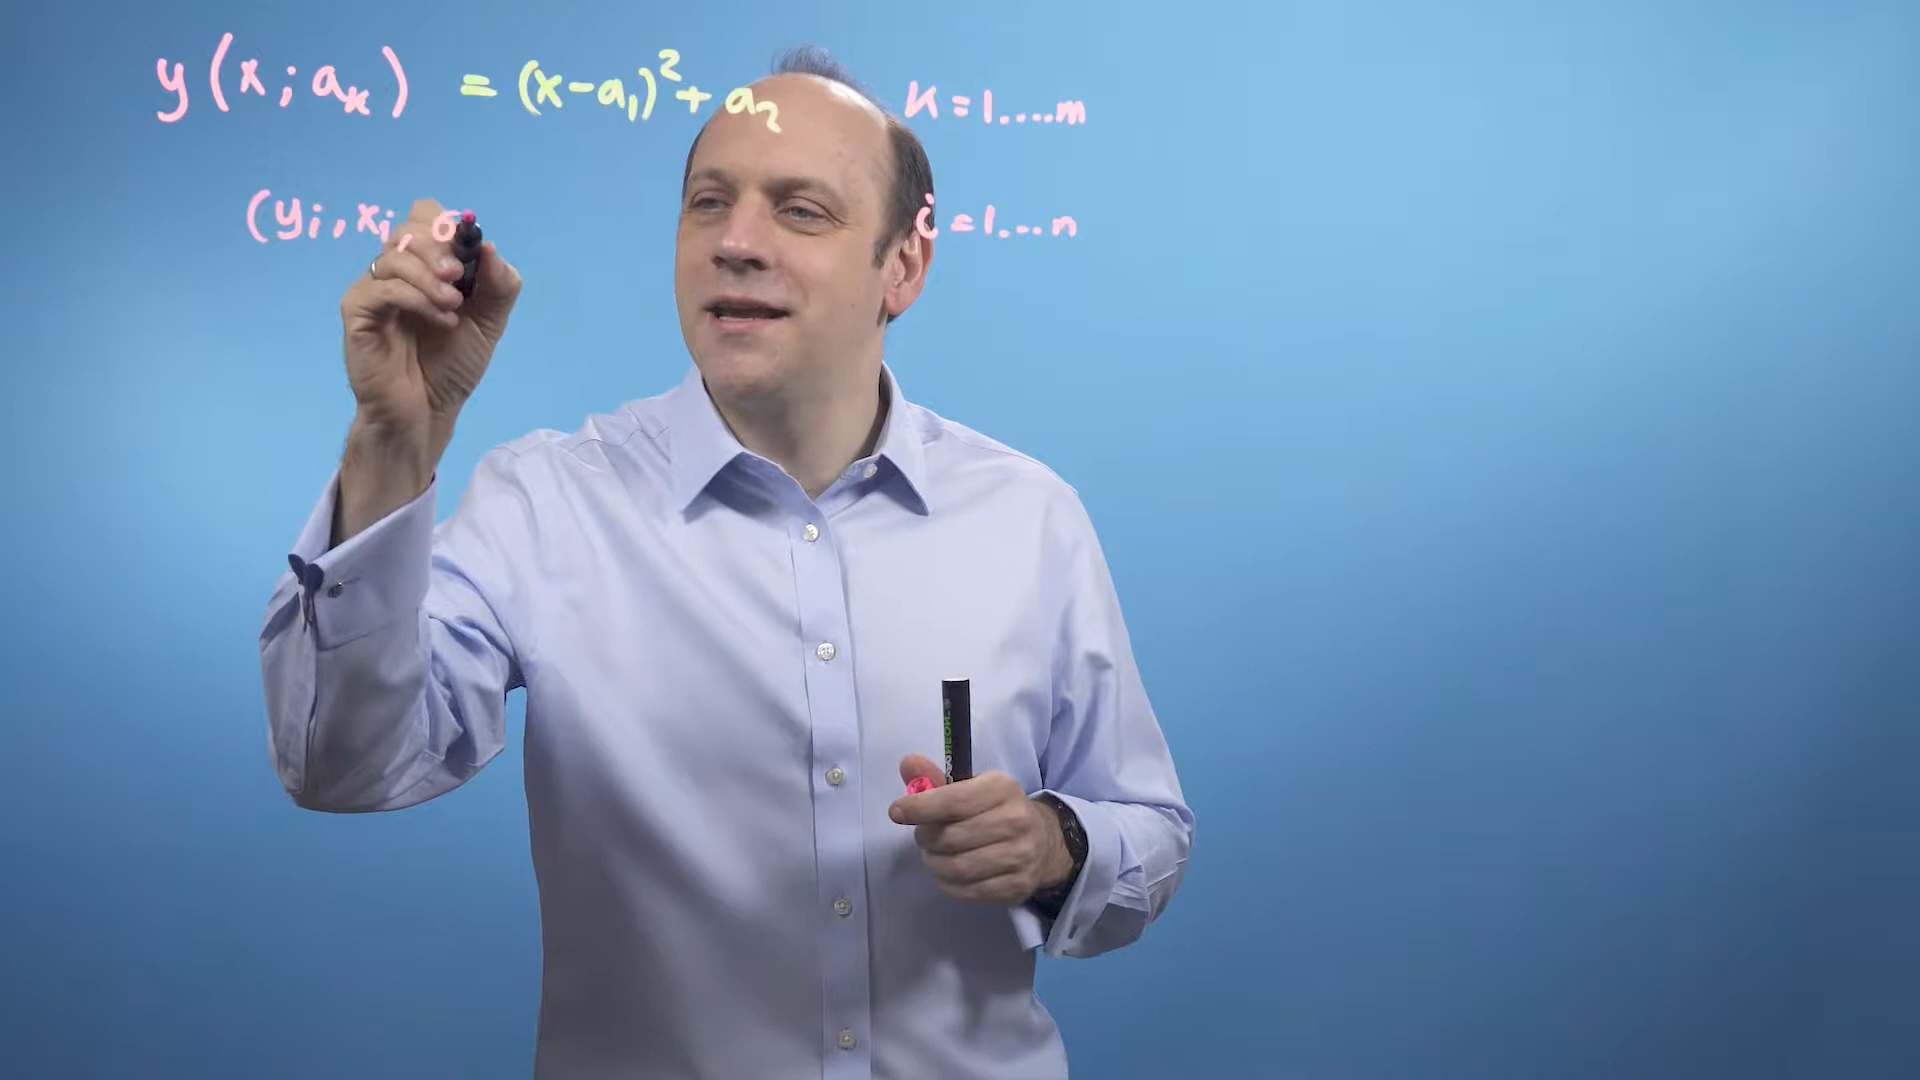 y(x; aₖ) = (x-a₁)² + a₂ K=1....m
(yᵢ, xᵢ, σ i=1...n